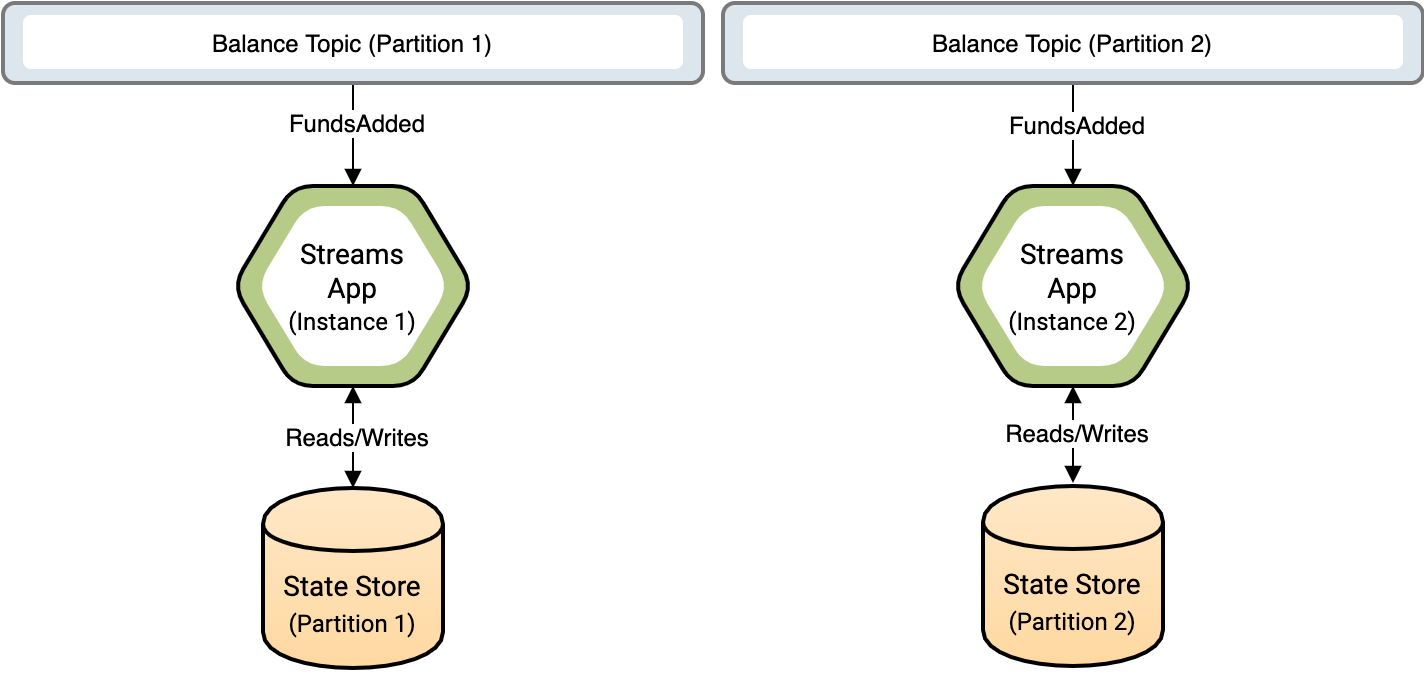 Balance Topic (Partition 1)
FundsAdded
Streams
App
(Instance 1)
Reads/Writes
State Store
(Partition 1)
Balance Topic (Partition 2)
FundsAdded
Streams
App
(Instance 2)
Reads/Writes
State Store
(Partition 2)